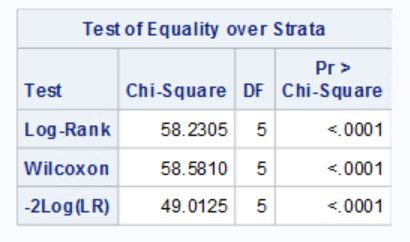 Test of Equality over Strata
Pr >
Test Chi-Square DF Chi-Square
Log-Rank 58.2305 5 <.0001
Wilcoxon 58.5810 5 <.0001
-2Log(LR) 49.0125 5 <.0001